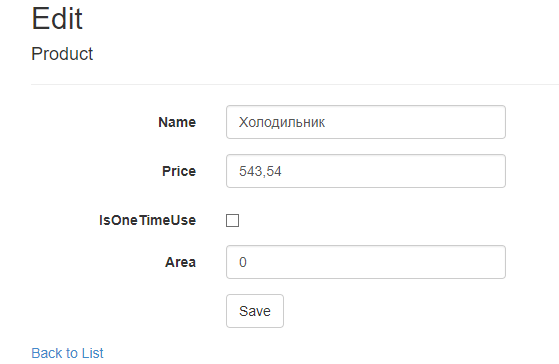 Edit
Product
Name Холодильник
Price 543,54
IsOneTimeUse
Area 0
Save
Back to List